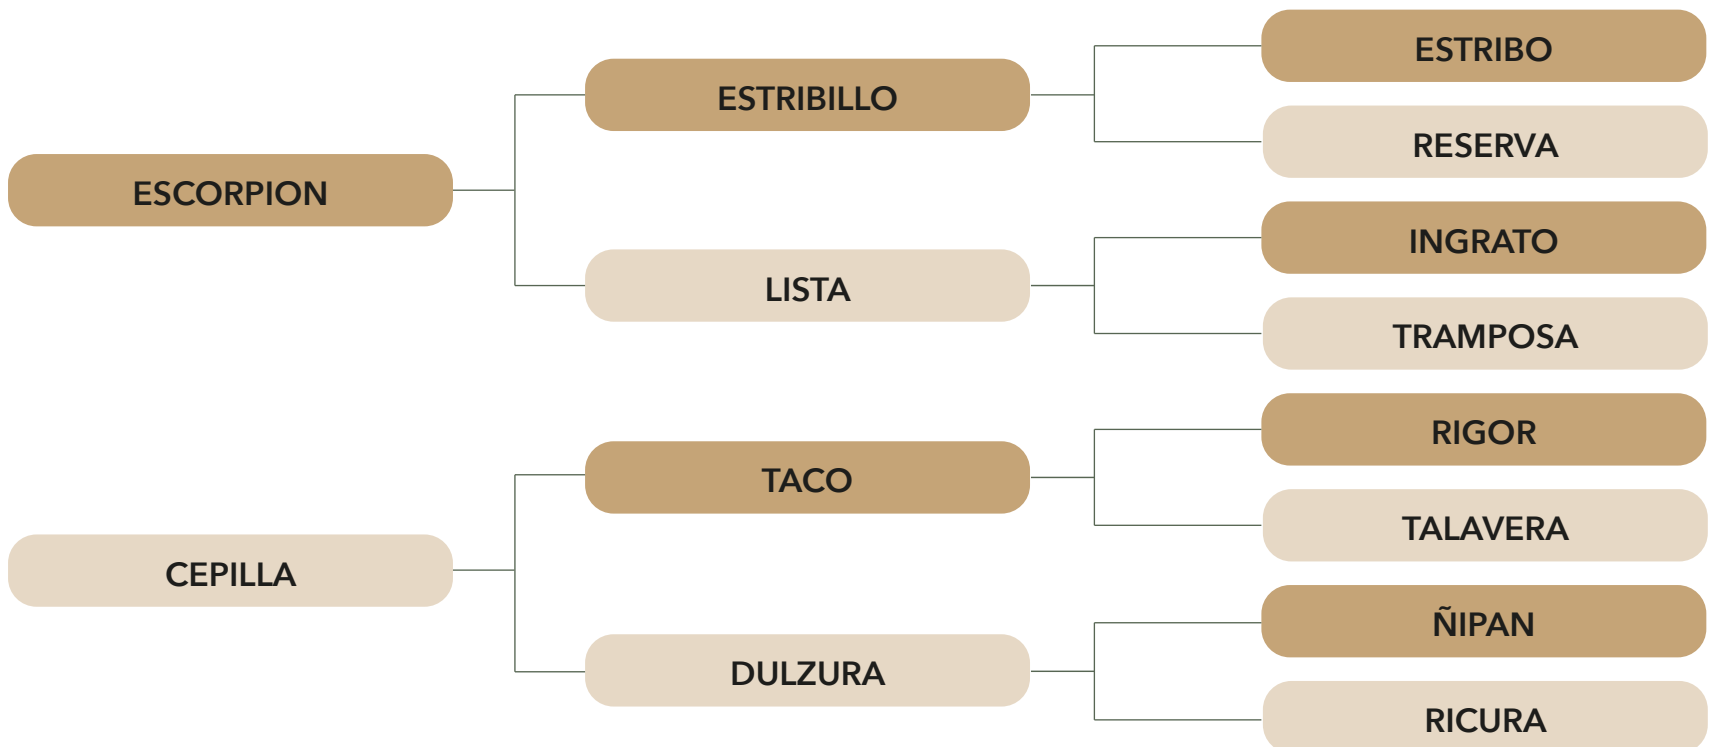 ESCORPION
CEPILLA
ESTRIBILLO
LISTA
TACO
DULZURA
ESTRIBO
RESERVA
INGRATO
TRAMPOSA
RIGOR
TALAVERA
ÑIPAN
RICURA